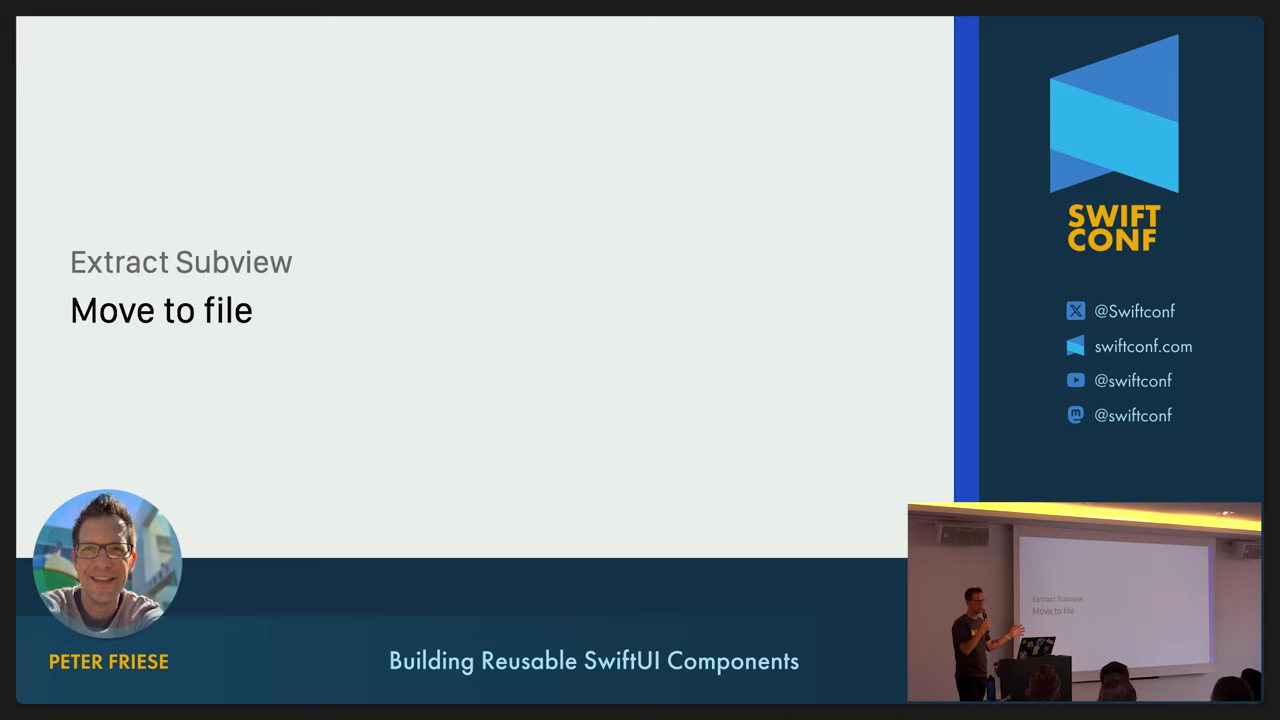 Extract Subview
Move to file
SWIFT
CONF
@Swiftconf
swiftconf.com
@swiftconf
@swiftconf
PETER FRIESE
Building Reusable SwiftUI Components
Extract Subview
Move to file